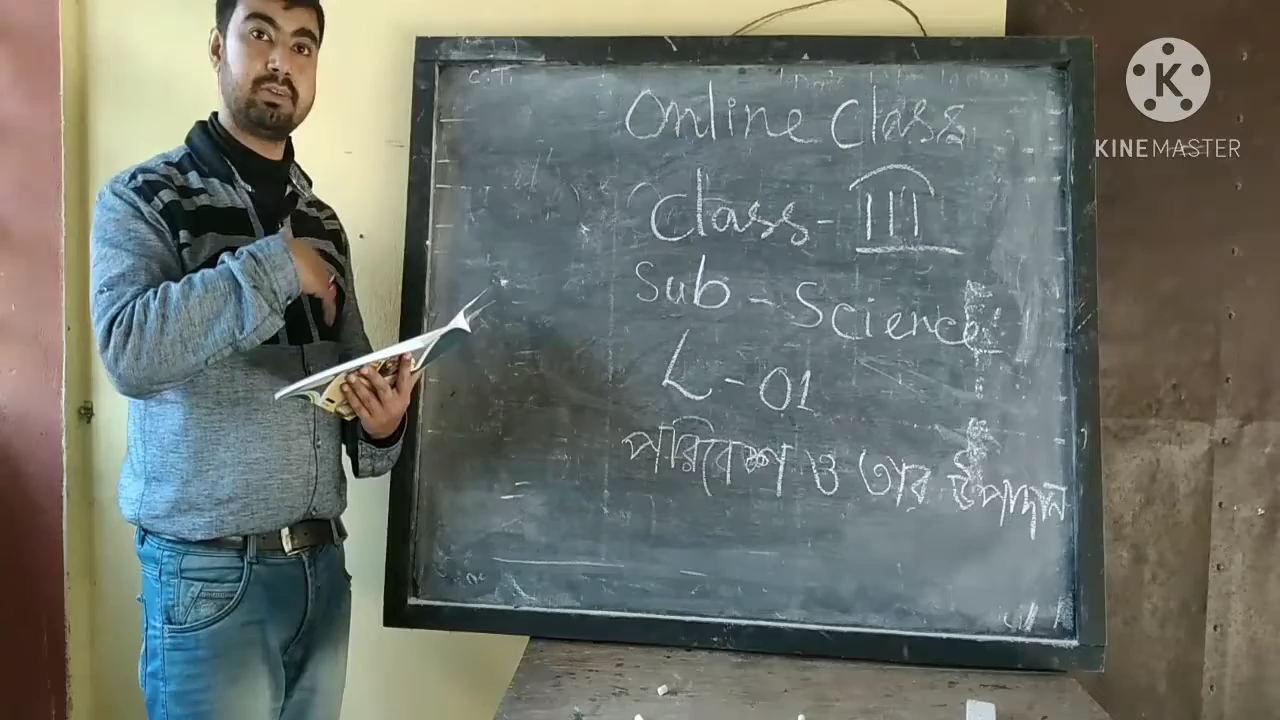 Online Class
Class - III
Sub - Science
L - 01
পরিবেশ ও তার উপাদান
KINEMASTER